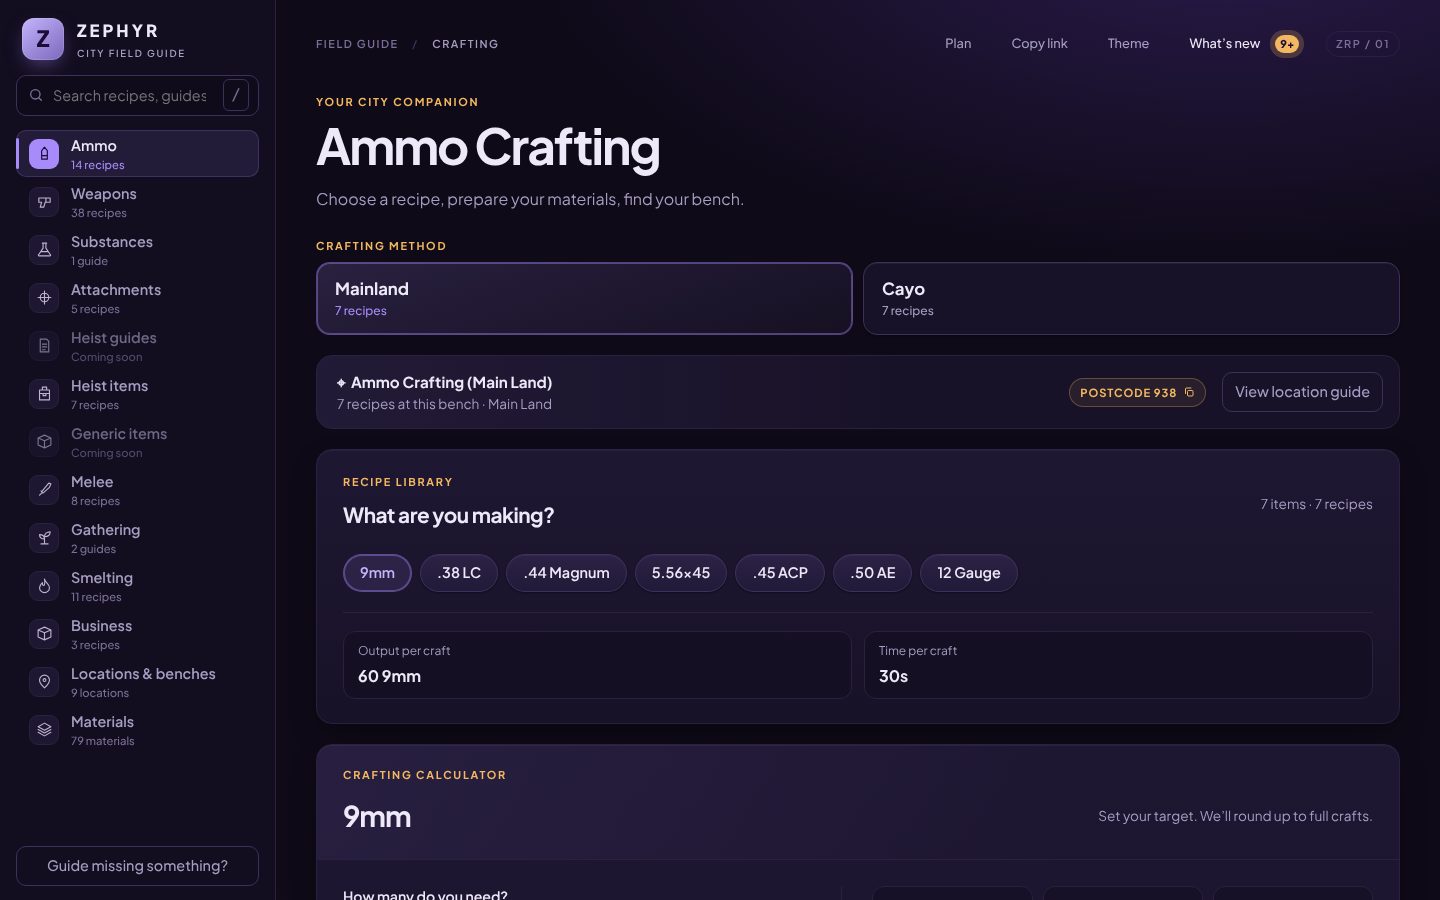 Z
ZEPHYR
CITY FIELD GUIDE
Search recipes, guides
/
Ammo
14 recipes
Weapons
38 recipes
Substances
1 guide
Attachments
5 recipes
Heist guides
Coming soon
Heist items
7 recipes
Generic items
Coming soon
Melee
8 recipes
Gathering
2 guides
Smelting
11 recipes
Business
3 recipes
Locations & benches
9 locations
Materials
79 materials
Guide missing something?
FIELD GUIDE / CRAFTING
Plan
Copy link
Theme
What's new
9+
ZRP / 01
YOUR CITY COMPANION
Ammo Crafting
Choose a recipe, prepare your materials, find your bench.
CRAFTING METHOD
Mainland
7 recipes
Cayo
7 recipes
⌖ Ammo Crafting (Main Land)
7 recipes at this bench · Main Land
POSTCODE 938
View location guide
RECIPE LIBRARY
What are you making?
7 items · 7 recipes
9mm
.38 LC
.44 Magnum
5.56×45
.45 ACP
.50 AE
12 Gauge
Output per craft
60 9mm
Time per craft
30s
CRAFTING CALCULATOR
9mm
Set your target. We'll round up to full crafts.
How many do you need?